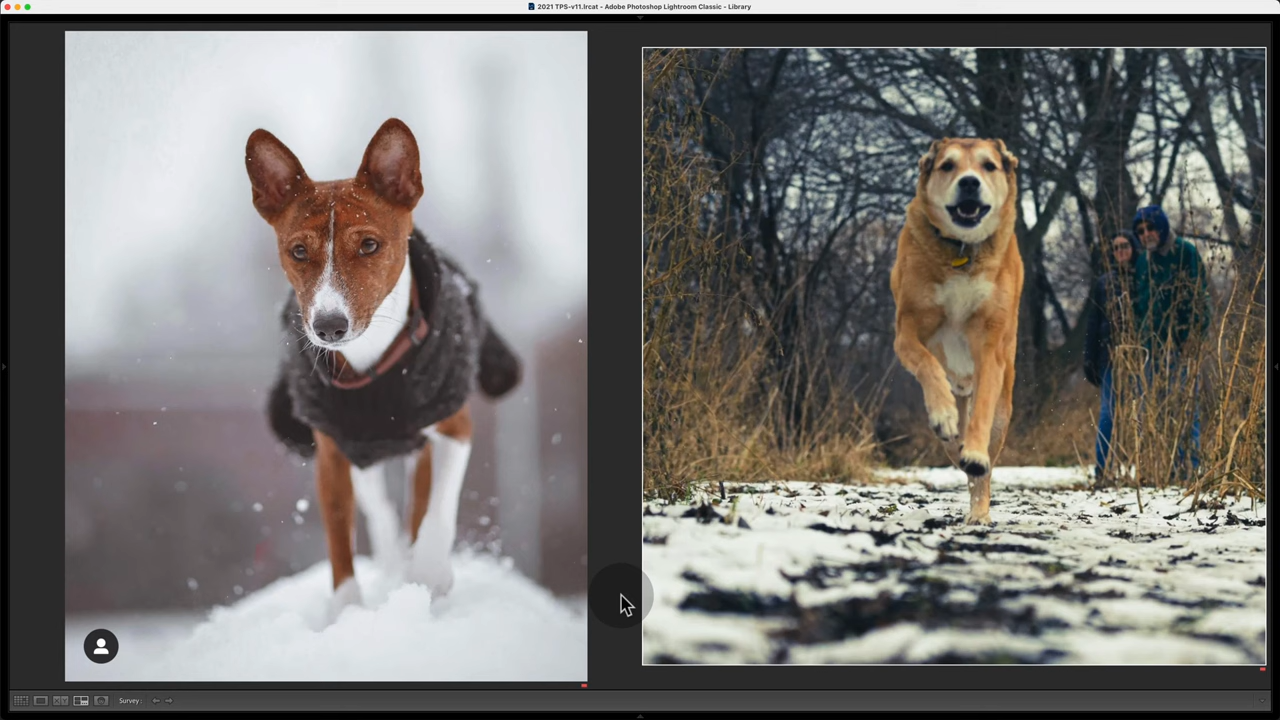 2021 TPS-v11.lrcat - Adobe Photoshop Lightroom Classic - Library
Survey :